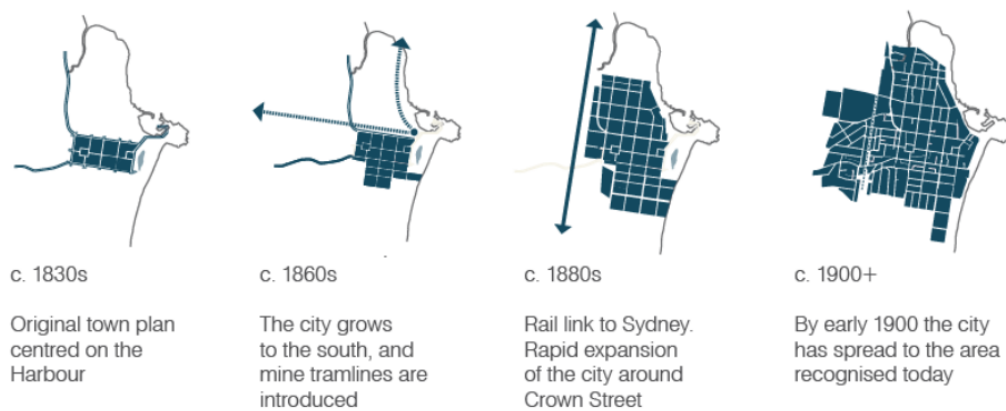 c. 1830s
Original town plan
centred on the
Harbour
c. 1860s
The city grows
to the south, and
mine tramlines are
introduced
c. 1880s
Rail link to Sydney.
Rapid expansion
of the city around
Crown Street
c. 1900+
By early 1900 the city
has spread to the area
recognised today